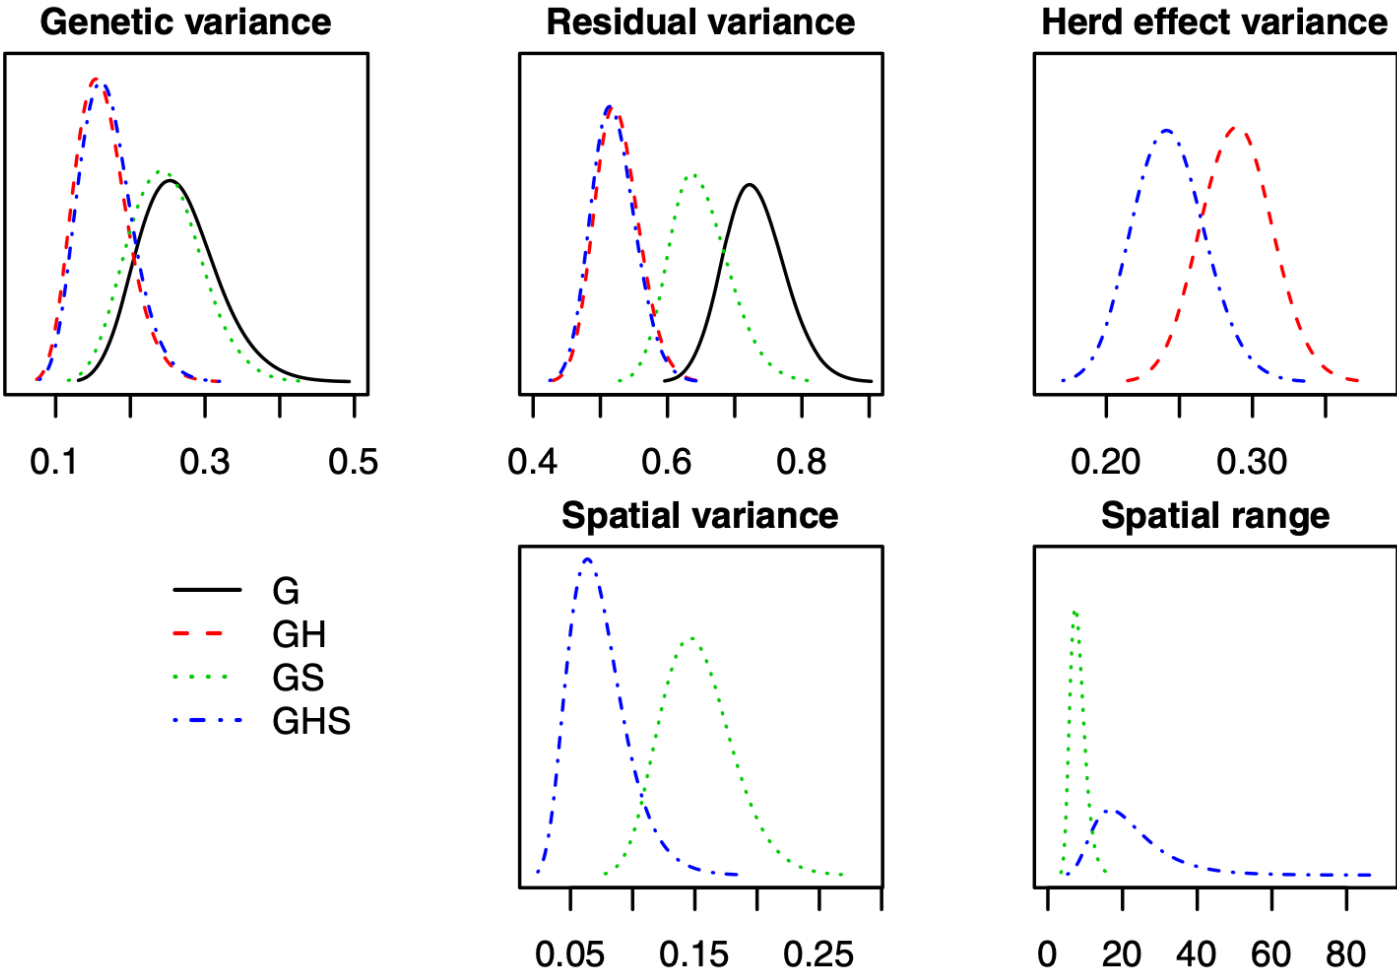 Genetic variance
Residual variance
Herd effect variance
0.1 0.3 0.5
0.4 0.6 0.8
0.20 0.30
Spatial variance
Spatial range
G
GH
GS
GHS
0.05 0.15 0.25
0 20 40 60 80